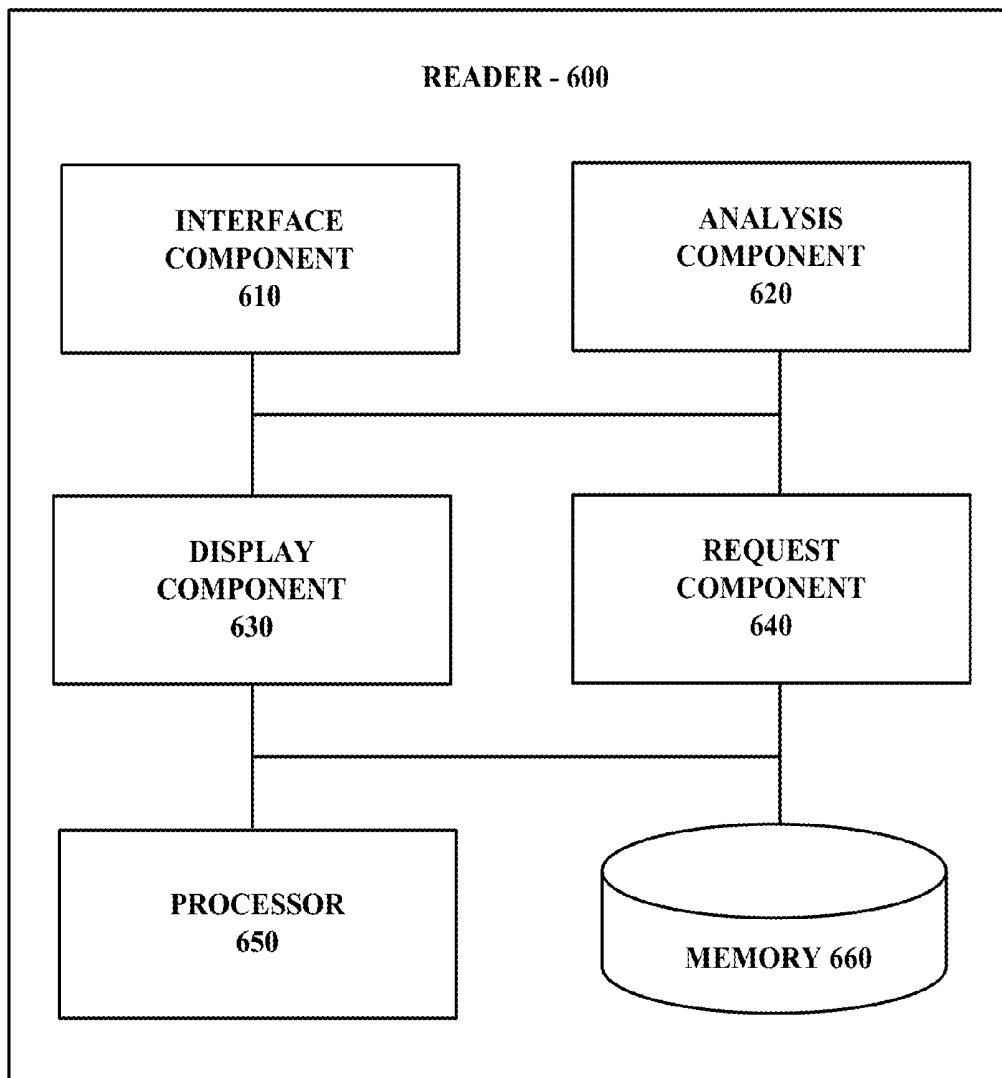 READER - 600
INTERFACE
COMPONENT
610
ANALYSIS
COMPONENT
620
DISPLAY
COMPONENT
630
REQUEST
COMPONENT
640
PROCESSOR
650
MEMORY 660